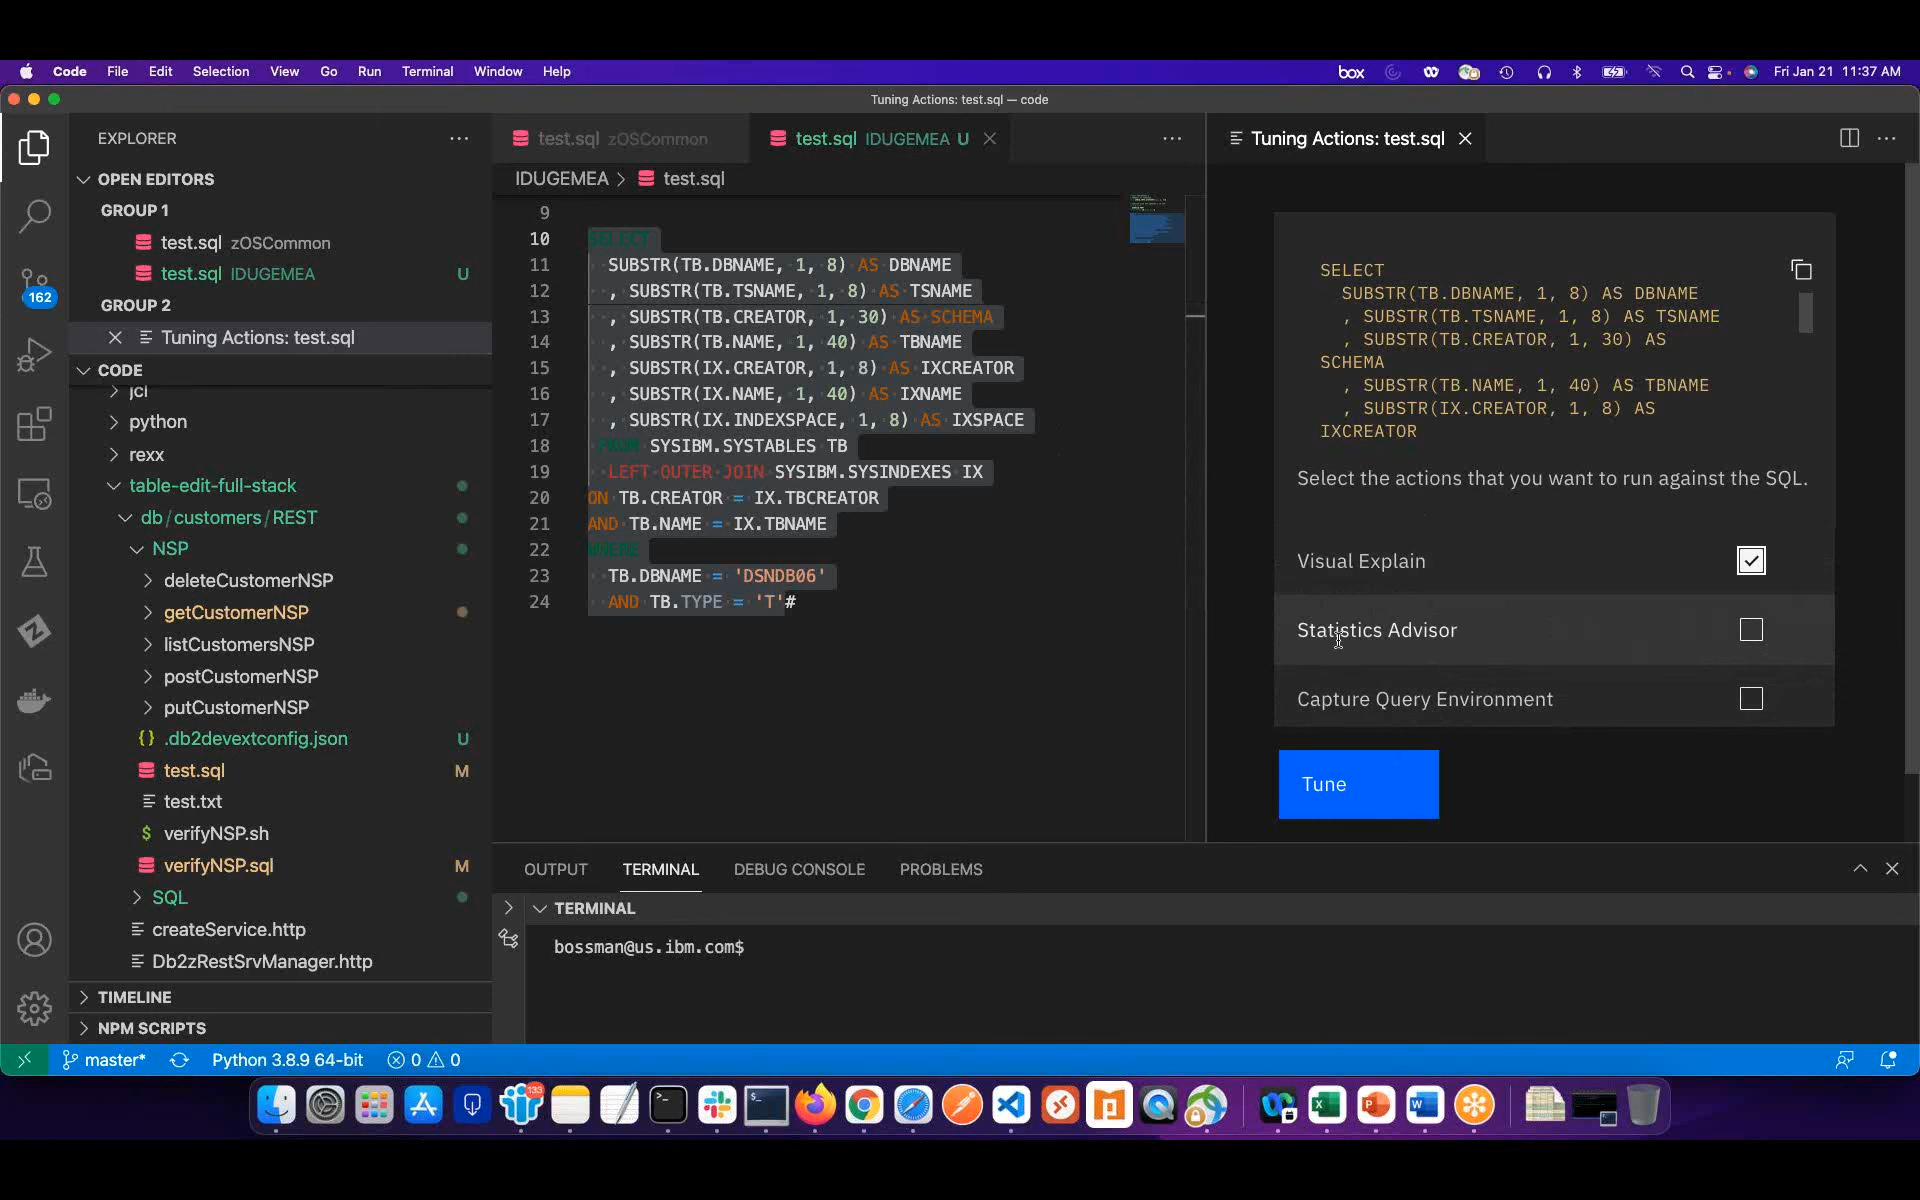 Code File Edit Selection View Go Run Terminal Window Help box Fri Jan 21 11:37 AM
Tuning Actions: test.sql — code
EXPLORER
OPEN EDITORS
GROUP 1
test.sql zOSCommon
test.sql IDUGEMEA U
GROUP 2
Tuning Actions: test.sql
CODE
jcl
python
rexx
table-edit-full-stack
db/customers/REST
NSP
deleteCustomerNSP
getCustomerNSP
listCustomersNSP
postCustomerNSP
putCustomerNSP
{} .db2devextconfig.json U
test.sql M
test.txt
$ verifyNSP.sh
verifyNSP.sql M
SQL
createService.http
Db2zRestSrvManager.http
TIMELINE
NPM SCRIPTS
162
test.sql zOSCommon
test.sql IDUGEMEA U
IDUGEMEA > test.sql
9
10 SELECT
11 SUBSTR(TB.DBNAME, 1, 8) AS DBNAME
12 , SUBSTR(TB.TSNAME, 1, 8) AS TSNAME
13 , SUBSTR(TB.CREATOR, 1, 30) AS SCHEMA
14 , SUBSTR(TB.NAME, 1, 40) AS TBNAME
15 , SUBSTR(IX.CREATOR, 1, 8) AS IXCREATOR
16 , SUBSTR(IX.NAME, 1, 40) AS IXNAME
17 , SUBSTR(IX.INDEXSPACE, 1, 8) AS IXSPACE
18 FROM SYSIBM.SYSTABLES TB
19 LEFT OUTER JOIN SYSIBM.SYSINDEXES IX
20 ON TB.CREATOR = IX.TBCREATOR
21 AND TB.NAME = IX.TBNAME
22 WHERE
23 TB.DBNAME = 'DSNDB06'
24 AND TB.TYPE = 'T'#
Tuning Actions: test.sql
SELECT
SUBSTR(TB.DBNAME, 1, 8) AS DBNAME
, SUBSTR(TB.TSNAME, 1, 8) AS TSNAME
, SUBSTR(TB.CREATOR, 1, 30) AS
SCHEMA
, SUBSTR(TB.NAME, 1, 40) AS TBNAME
, SUBSTR(IX.CREATOR, 1, 8) AS
IXCREATOR
Select the actions that you want to run against the SQL.
Visual Explain
Statistics Advisor
Capture Query Environment
Tune
OUTPUT TERMINAL DEBUG CONSOLE PROBLEMS
TERMINAL
bossman@us.ibm.com$
master* Python 3.8.9 64-bit 0 0
133